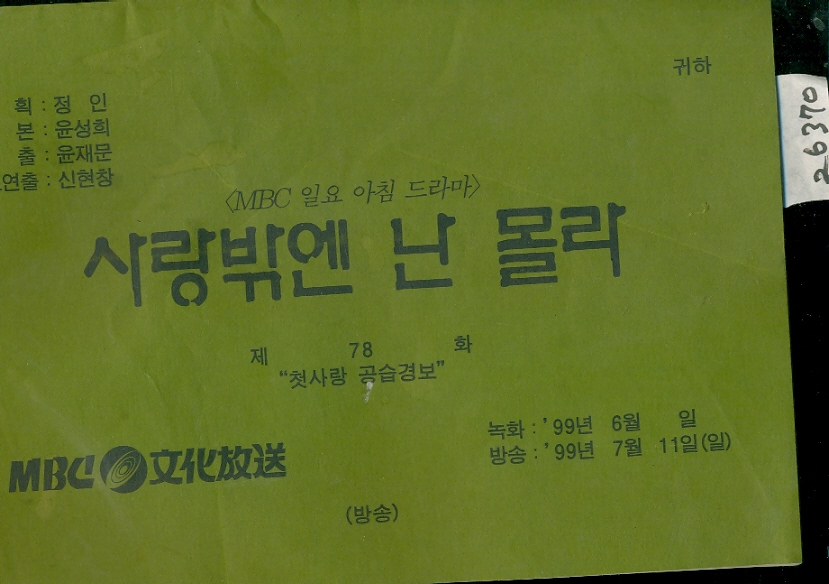 귀하
획 : 정 인
본 : 윤성희
출 : 윤재문
연출 : 신현창
〈MBC 일요 아침 드라마〉
사랑밖엔 난 몰라
제 78 화
“첫사랑 공습경보”
녹화 : ’99년 6월 일
방송 : ’99년 7월 11일(일)
MBC 文化放送
(방송)
26370